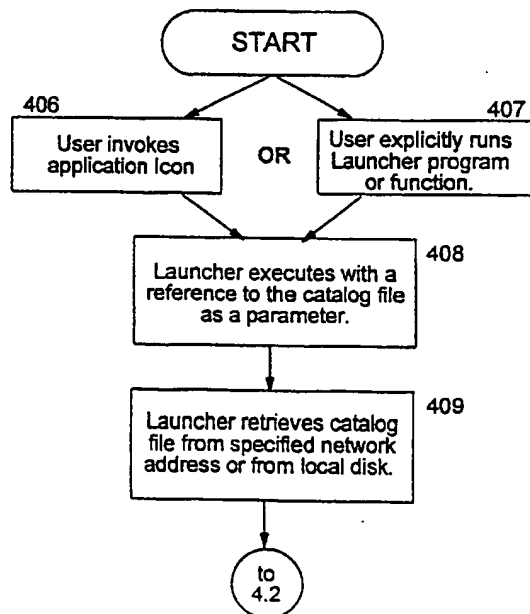 START
406
User invokes
application Icon
OR
407
User explicitly runs
Launcher program
or function.
408
Launcher executes with a
reference to the catalog file
as a parameter.
409
Launcher retrieves catalog
file from specified network
address or from local disk.
to
4.2